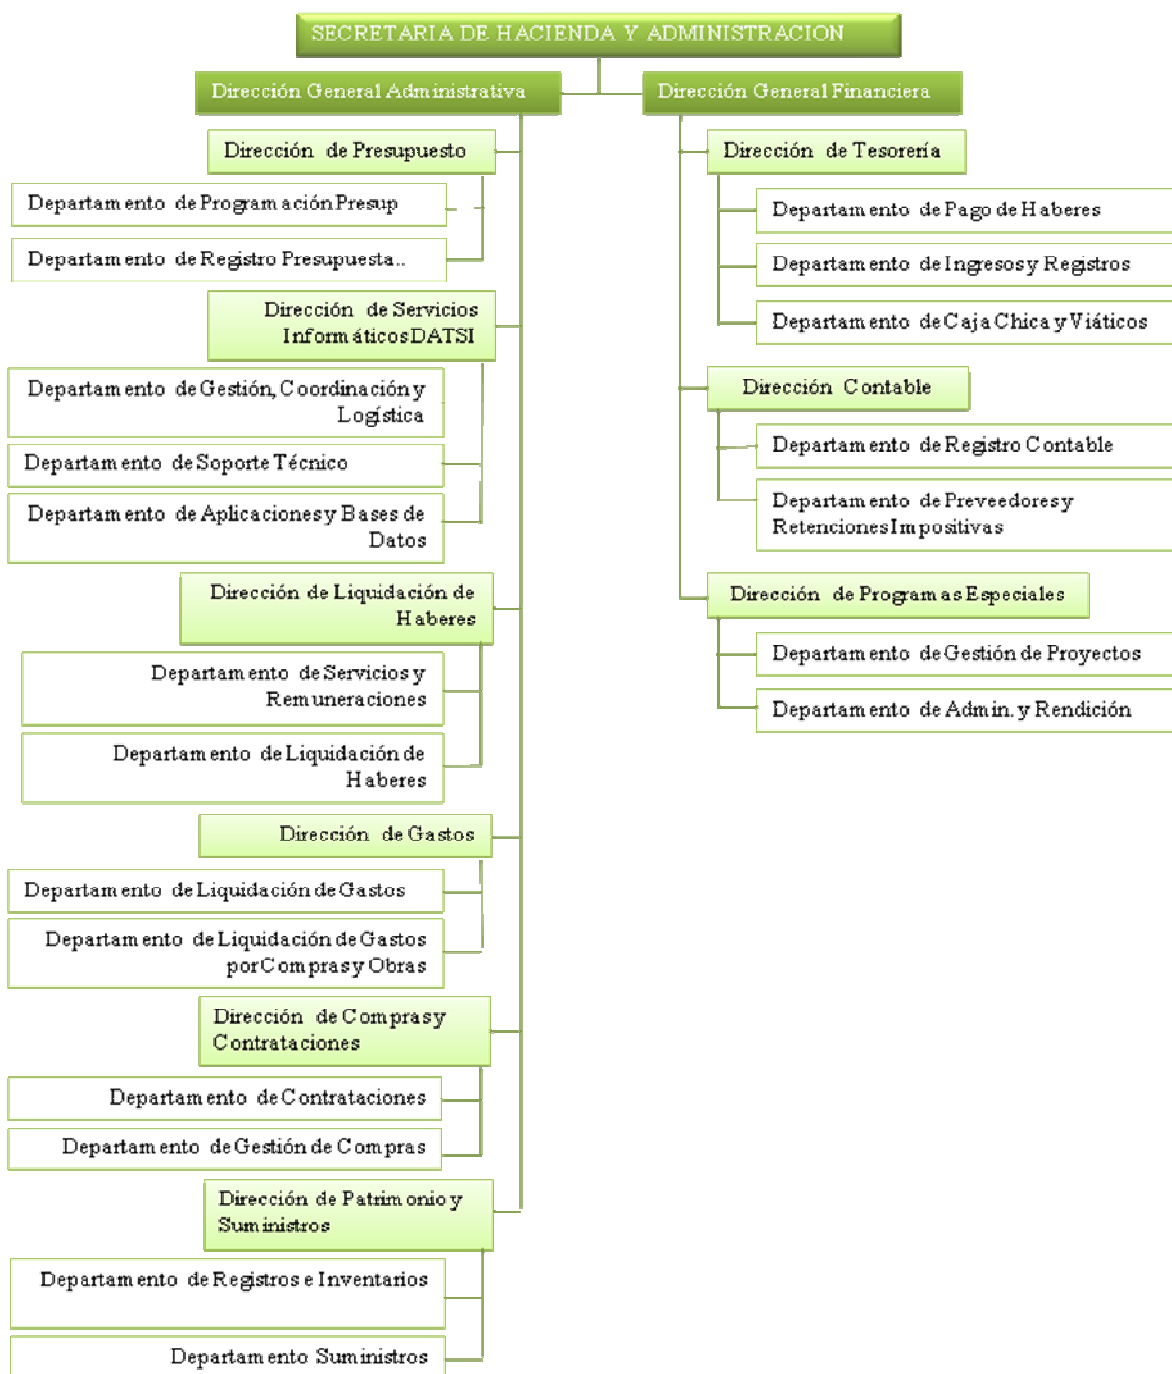 SECRETARIA DE HACIENDA Y ADMINISTRACION
Dirección General Administrativa
Dirección de Presupuesto
Departamento de Programación Presup
Departamento de Registro Presupuesta..
Dirección de Servicios
Informáticos DATSI
Departamento de Gestión, Coordinación y
Logística
Departamento de Soporte Técnico
Departamento de Aplicaciones y Bases de
Datos
Dirección de Liquidación de
Haberes
Departamento de Servicios y
Remuneraciones
Departamento de Liquidación de
Haberes
Dirección de Gastos
Departamento de Liquidación de Gastos
Departamento de Liquidación de Gastos
por Compras y Obras
Dirección de Compras y
Contrataciones
Departamento de Contrataciones
Departamento de Gestión de Compras
Dirección de Patrimonio y
Suministros
Departamento de Registros e Inventarios
Departamento Suministros
Dirección General Financiera
Dirección de Tesorería
Departamento de Pago de Haberes
Departamento de Ingresos y Registros
Departamento de Caja Chica y Viáticos
Dirección Contable
Departamento de Registro Contable
Departamento de Preveedores y
Retenciones Impositivas
Dirección de Programas Especiales
Departamento de Gestión de Proyectos
Departamento de Admin. y Rendición